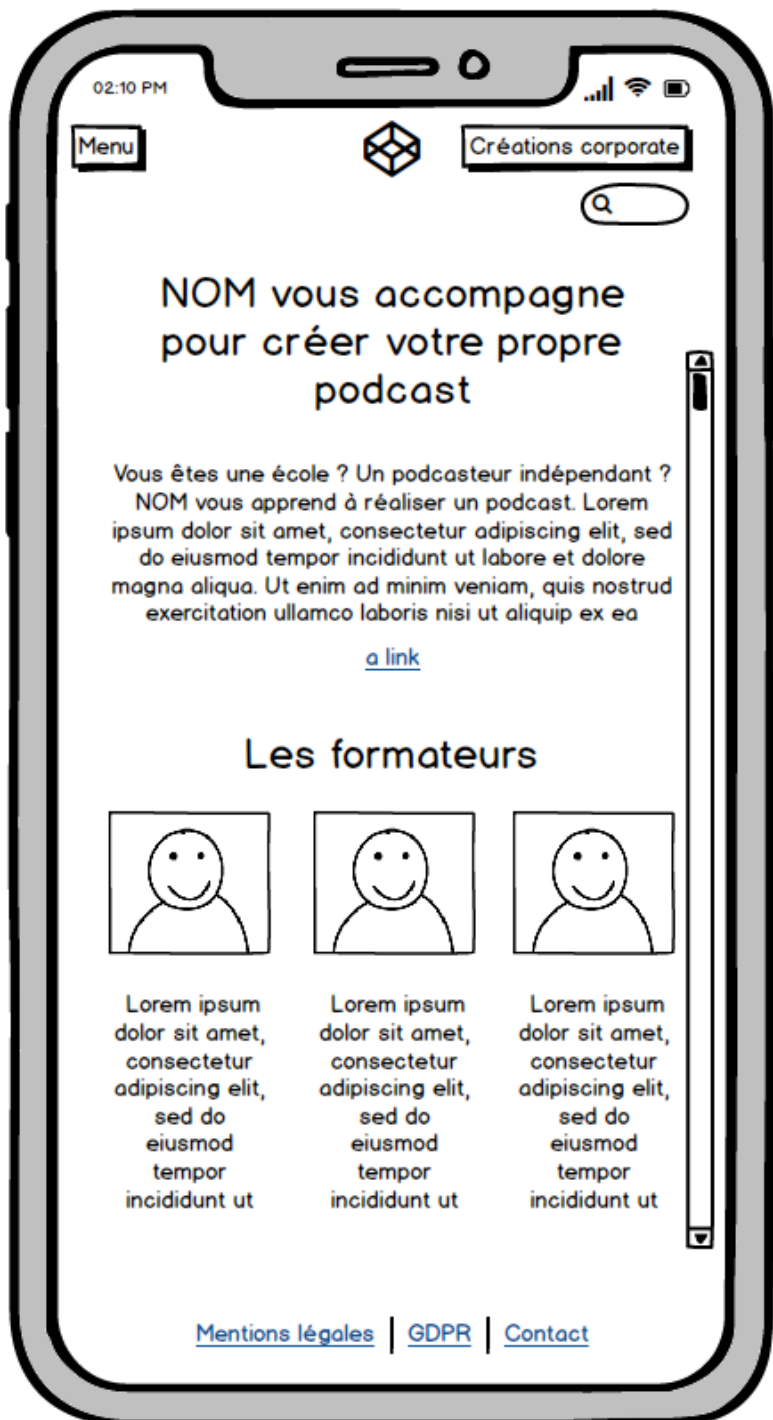 02:10 PM
Menu
Créations corporate
NOM vous accompagne
pour créer votre propre
podcast
Vous êtes une école ? Un podcasteur indépendant ?
NOM vous apprend à réaliser un podcast. Lorem
ipsum dolor sit amet, consectetur adipiscing elit, sed
do eiusmod tempor incididunt ut labore et dolore
magna aliqua. Ut enim ad minim veniam, quis nostrud
exercitation ullamco laboris nisi ut aliquip ex ea
a link
Les formateurs
Lorem ipsum
dolor sit amet,
consectetur
adipiscing elit,
sed do
eiusmod
tempor
incididunt ut
Lorem ipsum
dolor sit amet,
consectetur
adipiscing elit,
sed do
eiusmod
tempor
incididunt ut
Lorem ipsum
dolor sit amet,
consectetur
adipiscing elit,
sed do
eiusmod
tempor
incididunt ut
Mentions légales | GDPR | Contact